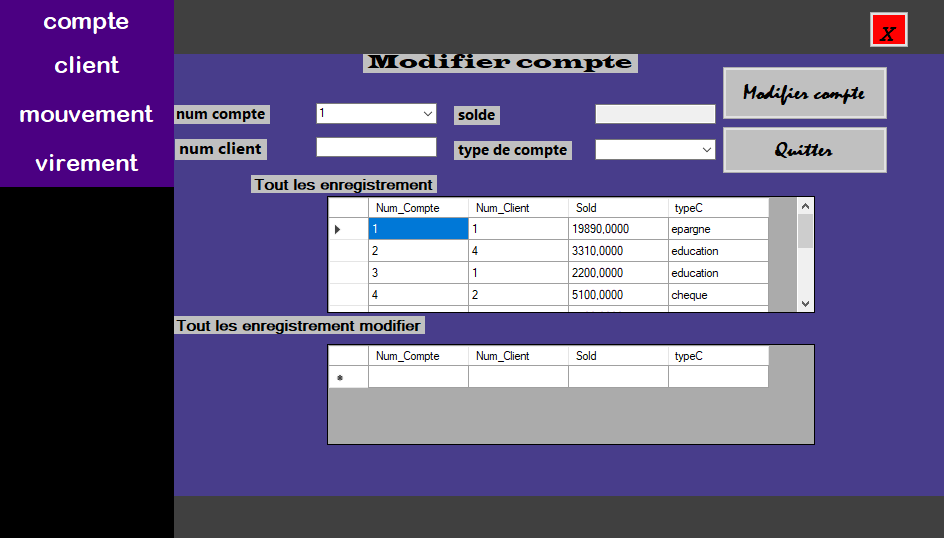 compte
client
mouvement
virement
X
Modifier compte
num compte
1
solde
Modifier compte
num client
type de compte
Quitter
Tout les enregistrement
Num_Compte Num_Client Sold typeC
1 1 19890,0000 epargne
2 4 3310,0000 education
3 1 2200,0000 education
4 2 5100,0000 cheque
Tout les enregistrement modifier
Num_Compte Num_Client Sold typeC